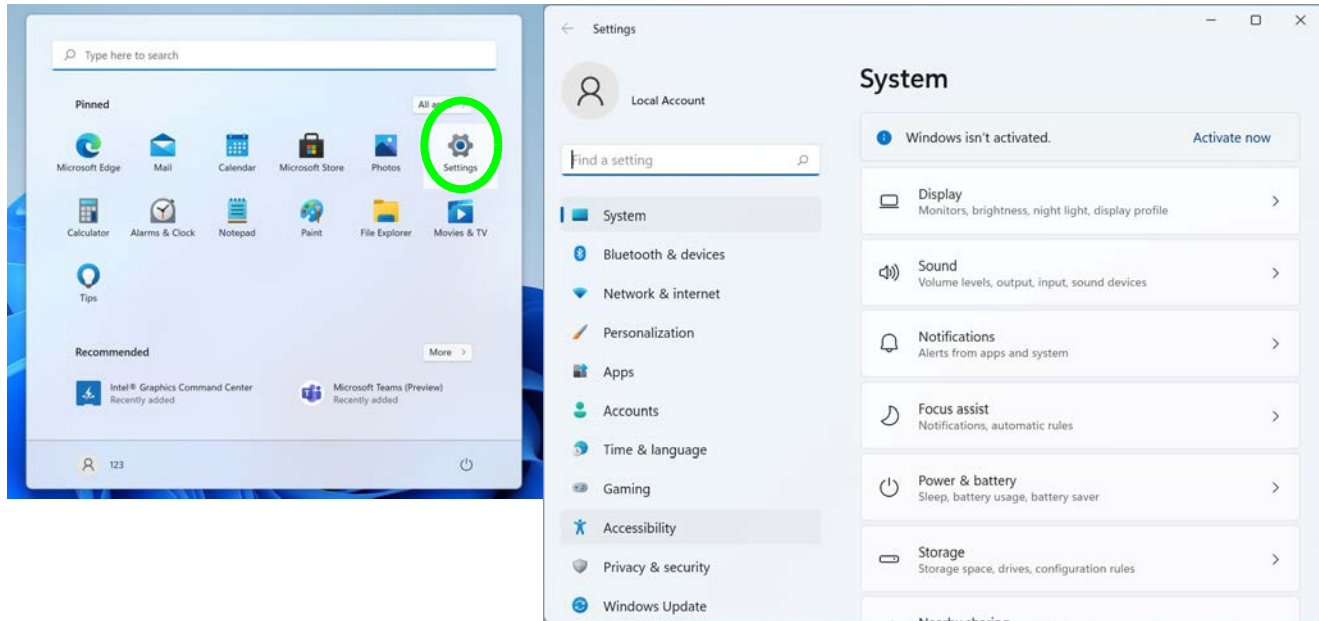 Type here to search
Pinned
All
Microsoft Edge
Mail
Calendar
Microsoft Store
Photos
Settings
Calculator
Alarms & Clock
Notepad
Paint
File Explorer
Movies & TV
Tips
Recommended
More >
Intel® Graphics Command Center
Recently added
Microsoft Teams (Preview)
Recently added
123
Settings
Local Account
Find a setting
System
Bluetooth & devices
Network & internet
Personalization
Apps
Accounts
Time & language
Gaming
Accessibility
Privacy & security
Windows Update
System
Windows isn't activated.
Activate now
Display
Monitors, brightness, night light, display profile
Sound
Volume levels, output, input, sound devices
Notifications
Alerts from apps and system
Focus assist
Notifications, automatic rules
Power & battery
Sleep, battery usage, battery saver
Storage
Storage space, drives, configuration rules